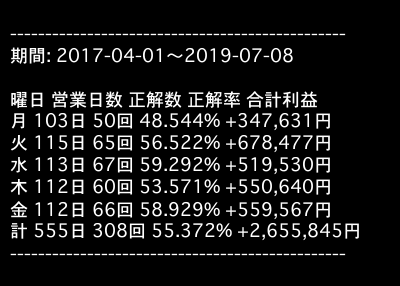 ------------------------------------------------
期間: 2017-04-01〜2019-07-08
曜日 営業日数 正解数 正解率 合計利益
月 103日 50回 48.544% +347,631円
火 115日 65回 56.522% +678,477円
水 113日 67回 59.292% +519,530円
木 112日 60回 53.571% +550,640円
金 112日 66回 58.929% +559,567円
計 555日 308回 55.372% +2,655,845円
------------------------------------------------